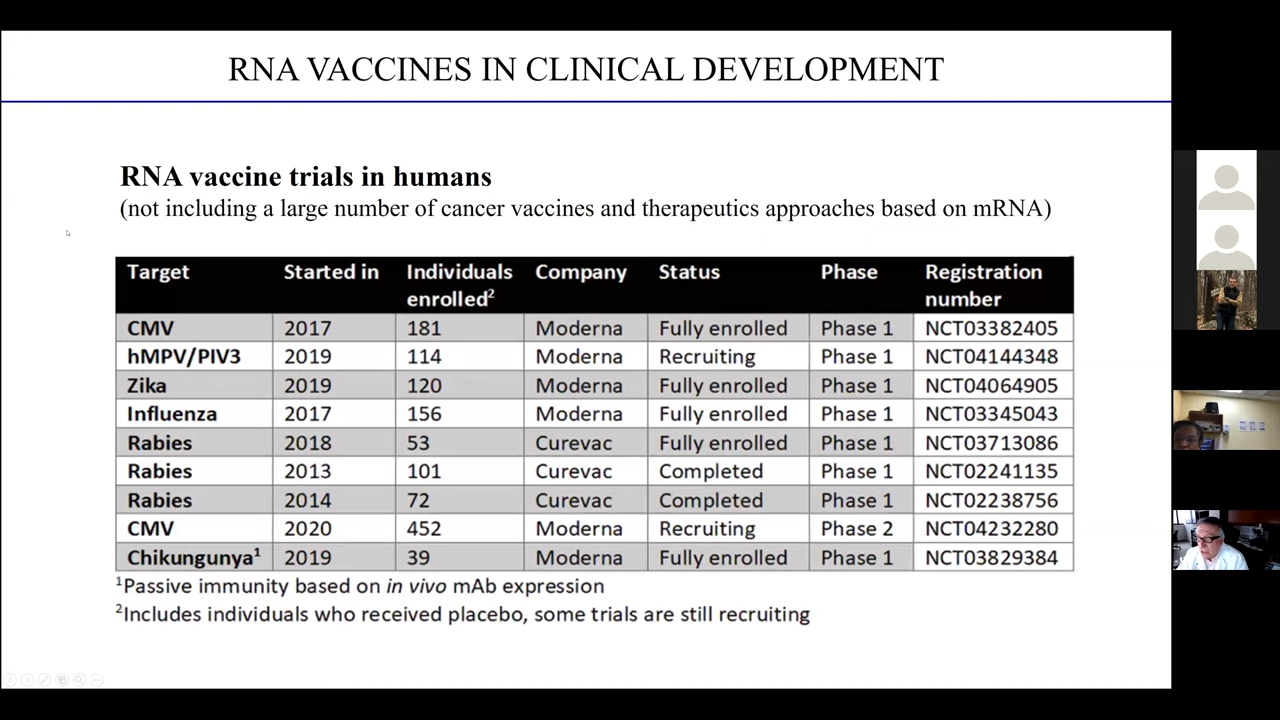 RNA VACCINES IN CLINICAL DEVELOPMENT
RNA vaccine trials in humans
(not including a large number of cancer vaccines and therapeutics approaches based on mRNA)
Target Started in Individuals enrolled² Company Status Phase Registration number
CMV 2017 181 Moderna Fully enrolled Phase 1 NCT03382405
hMPV/PIV3 2019 114 Moderna Recruiting Phase 1 NCT04144348
Zika 2019 120 Moderna Fully enrolled Phase 1 NCT04064905
Influenza 2017 156 Moderna Fully enrolled Phase 1 NCT03345043
Rabies 2018 53 Curevac Fully enrolled Phase 1 NCT03713086
Rabies 2013 101 Curevac Completed Phase 1 NCT02241135
Rabies 2014 72 Curevac Completed Phase 1 NCT02238756
CMV 2020 452 Moderna Recruiting Phase 2 NCT04232280
Chikungunya¹ 2019 39 Moderna Fully enrolled Phase 1 NCT03829384
¹Passive immunity based on in vivo mAb expression
²Includes individuals who received placebo, some trials are still recruiting